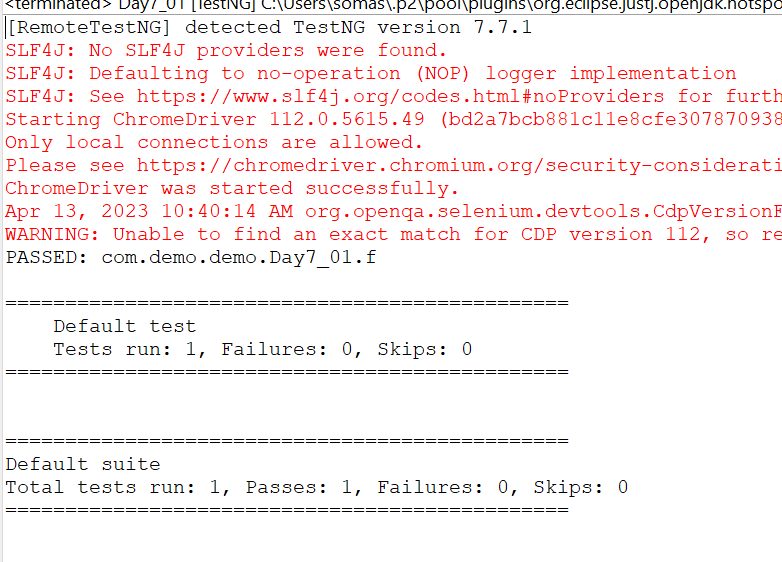 <terminated> Day7_01 [TestNG] C:\Users\somas\.p2\pool\plugins\org.eclipse.justj.openjdk.hotspo
[RemoteTestNG] detected TestNG version 7.7.1
SLF4J: No SLF4J providers were found.
SLF4J: Defaulting to no-operation (NOP) logger implementation
SLF4J: See https://www.slf4j.org/codes.html#noProviders for furth
Starting ChromeDriver 112.0.5615.49 (bd2a7bcb881c11e8cfe307870938
Only local connections are allowed.
Please see https://chromedriver.chromium.org/security-considerati
ChromeDriver was started successfully.
Apr 13, 2023 10:40:14 AM org.openqa.selenium.devtools.CdpVersionF
WARNING: Unable to find an exact match for CDP version 112, so re
PASSED: com.demo.demo.Day7_01.f
===============================================
Default test
Tests run: 1, Failures: 0, Skips: 0
===============================================
===============================================
Default suite
Total tests run: 1, Passes: 1, Failures: 0, Skips: 0
===============================================